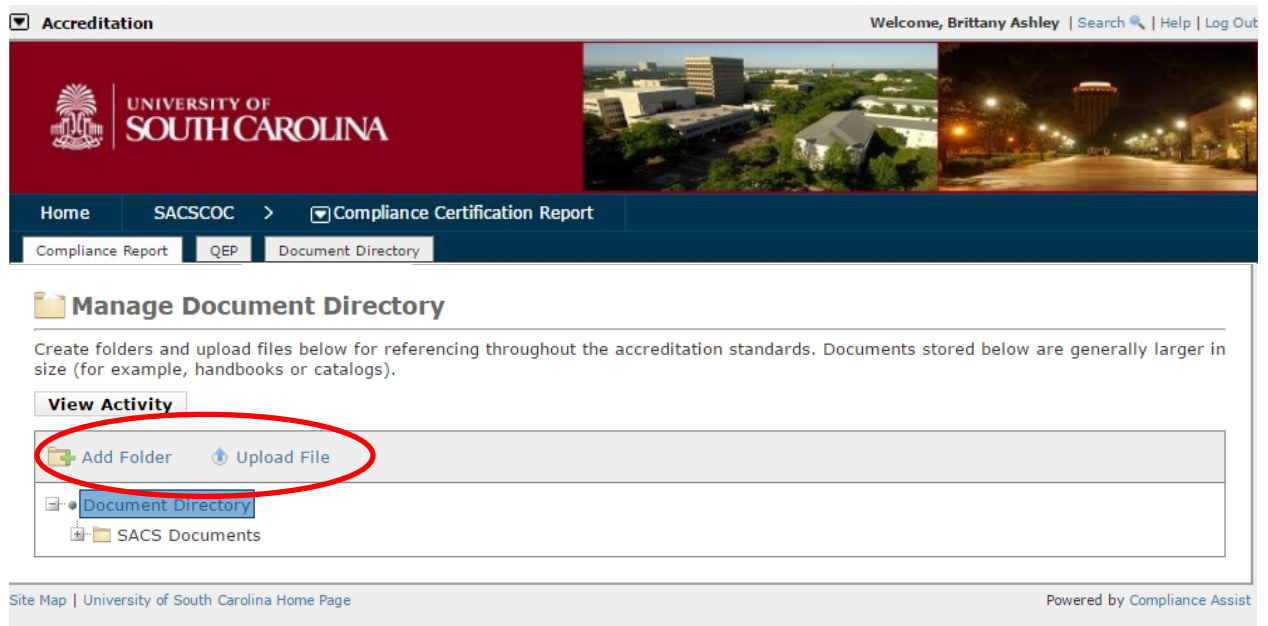 Accreditation Welcome, Brittany Ashley | Search | Help | Log Out
UNIVERSITY OF
SOUTH CAROLINA
Home SACSCOC > Compliance Certification Report
Compliance Report QEP Document Directory
Manage Document Directory
Create folders and upload files below for referencing throughout the accreditation standards. Documents stored below are generally larger in
size (for example, handbooks or catalogs).
View Activity
Add Folder Upload File
Document Directory
SACS Documents
Site Map | University of South Carolina Home Page Powered by Compliance Assist